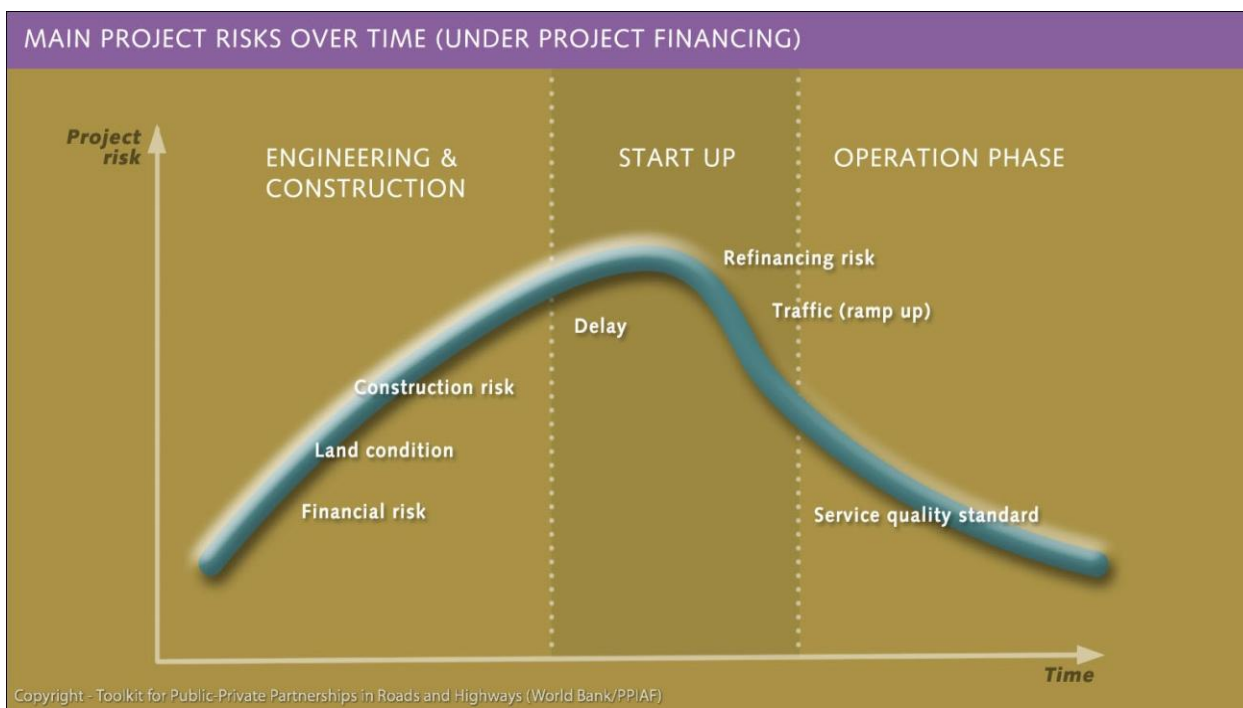 MAIN PROJECT RISKS OVER TIME (UNDER PROJECT FINANCING)
Project
risk
ENGINEERING &
CONSTRUCTION
START UP
OPERATION PHASE
Refinancing risk
Traffic (ramp up)
Delay
Construction risk
Land condition
Financial risk
Service quality standard
Time
Copyright - Toolkit for Public-Private Partnerships in Roads and Highways (World Bank/PPIAF)